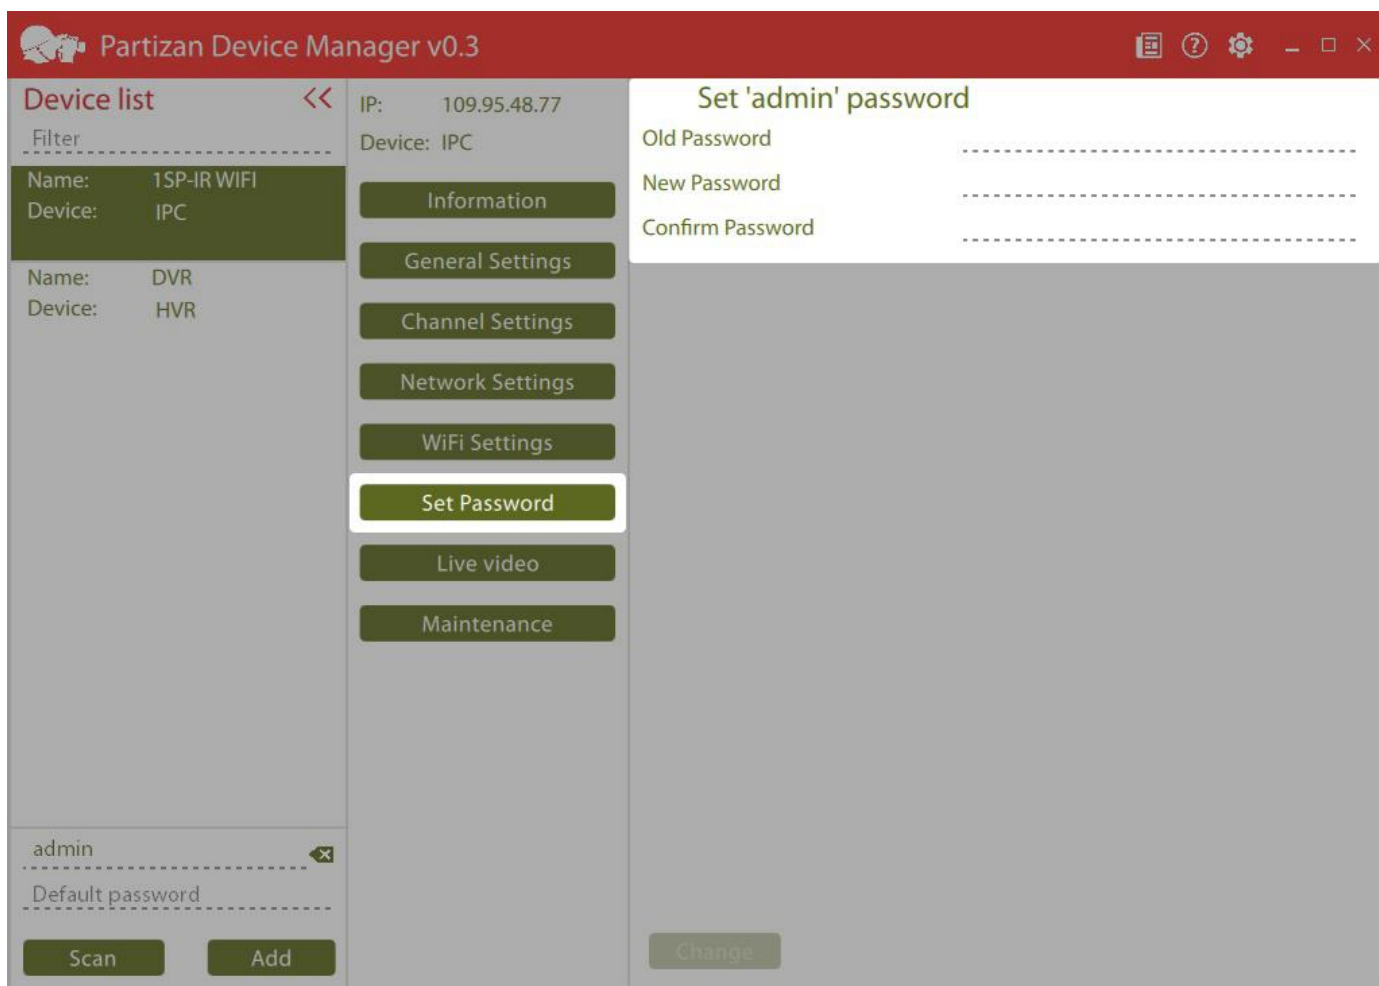 Partizan Device Manager v0.3
Device list <<
Filter
Name: 1SP-IR WIFI
Device: IPC
Name: DVR
Device: HVR
admin
Default password
Scan Add
IP: 109.95.48.77
Device: IPC
Information
General Settings
Channel Settings
Network Settings
WiFi Settings
Set Password
Live video
Maintenance
Set 'admin' password
Old Password
New Password
Confirm Password
Change